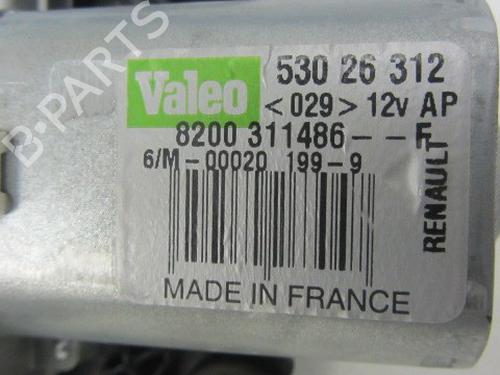 B-PARTS
Valeo
530 26 312
<029> 12v AP
8200 311486--F
6/M-00020 199-9
RENAULT
MADE IN FRANCE